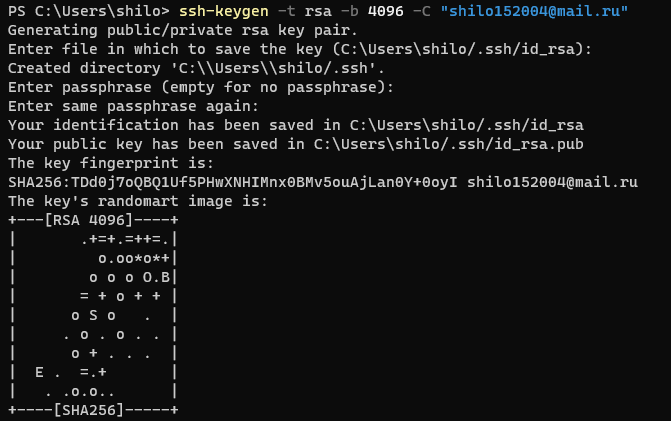 PS C:\Users\shilo> ssh-keygen -t rsa -b 4096 -C "shilo152004@mail.ru"
Generating public/private rsa key pair.
Enter file in which to save the key (C:\Users\shilo/.ssh/id_rsa):
Created directory 'C:\\Users\\shilo/.ssh'.
Enter passphrase (empty for no passphrase):
Enter same passphrase again:
Your identification has been saved in C:\Users\shilo/.ssh/id_rsa
Your public key has been saved in C:\Users\shilo/.ssh/id_rsa.pub
The key fingerprint is:
SHA256:TDd0j7oQBQ1Uf5PHwXNHIMnx0BMv5ouAjLan0Y+0oyI shilo152004@mail.ru
The key's randomart image is:
+---[RSA 4096]----+
|        .+=+.=++=.|
|          o.oo*o*+|
|         o o o O.B|
|        = + o + + |
|       o S o   .  |
|      . o . o . . |
|       o + . . .  |
|   E .  =.+       |
|    . .o.o..      |
+----[SHA256]-----+